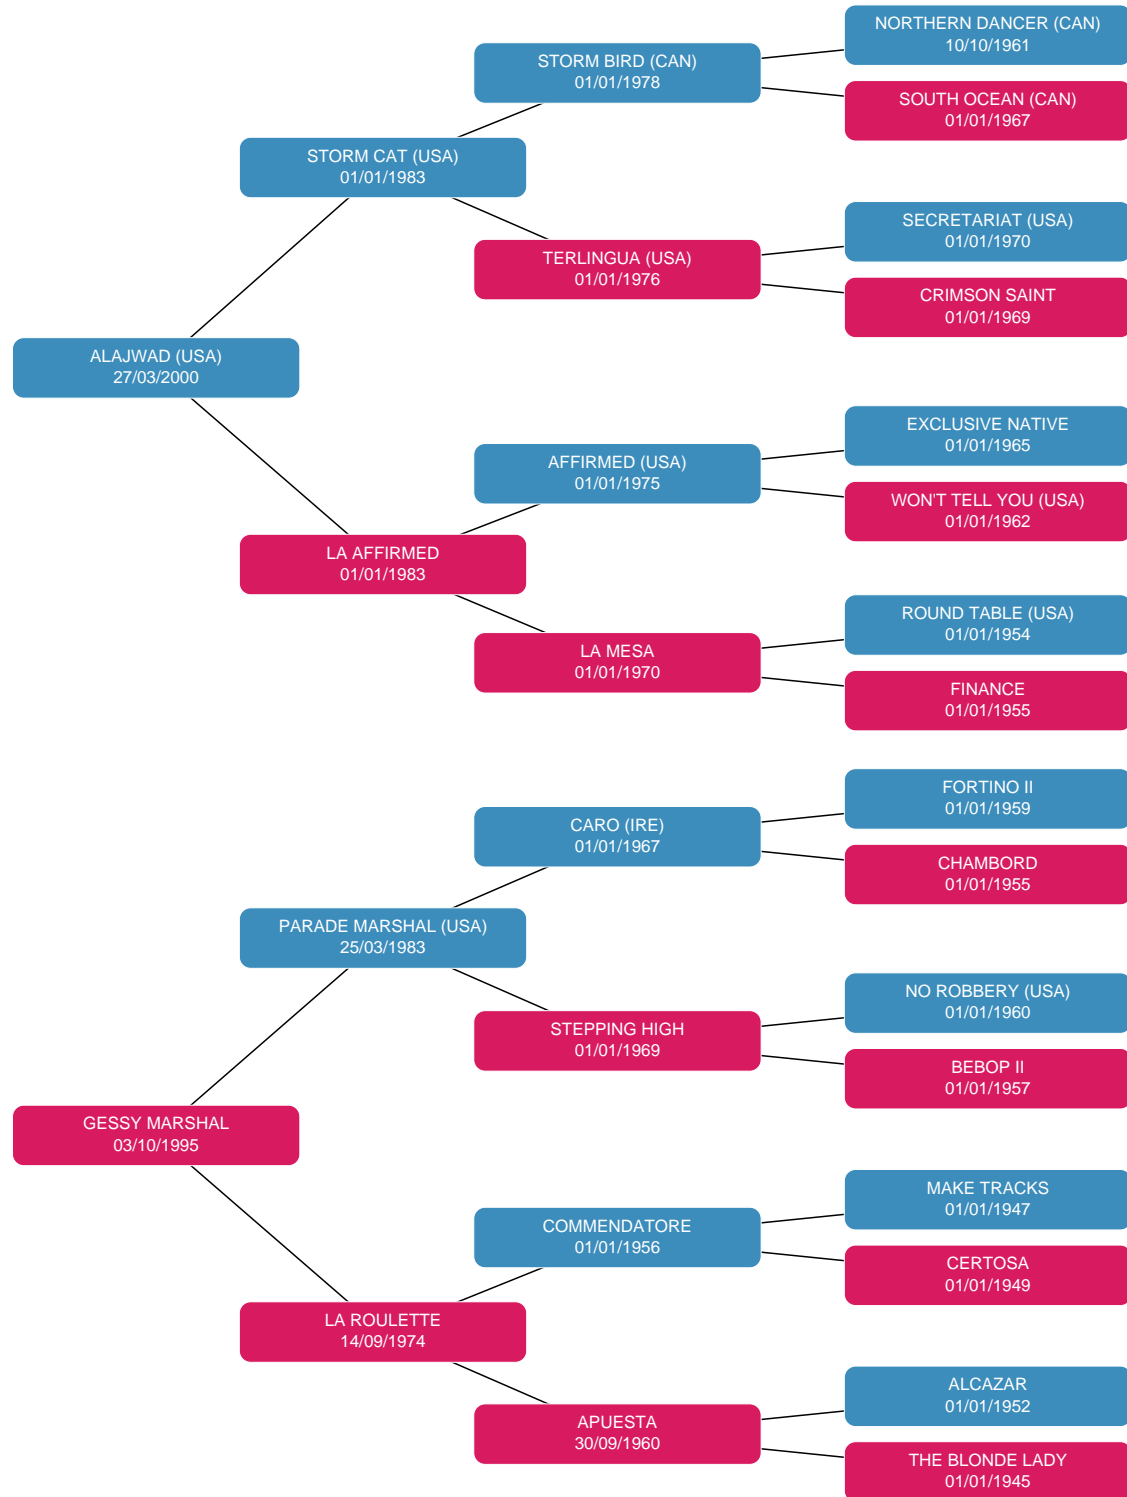 NORTHERN DANCER (CAN)
10/10/1961
STORM BIRD (CAN)
01/01/1978
SOUTH OCEAN (CAN)
01/01/1967
STORM CAT (USA)
01/01/1983
SECRETARIAT (USA)
01/01/1970
TERLINGUA (USA)
01/01/1976
CRIMSON SAINT
01/01/1969
ALAJWAD (USA)
27/03/2000
EXCLUSIVE NATIVE
01/01/1965
AFFIRMED (USA)
01/01/1975
WON'T TELL YOU (USA)
01/01/1962
LA AFFIRMED
01/01/1983
ROUND TABLE (USA)
01/01/1954
LA MESA
01/01/1970
FINANCE
01/01/1955
FORTINO II
01/01/1959
CARO (IRE)
01/01/1967
CHAMBORD
01/01/1955
PARADE MARSHAL (USA)
25/03/1983
NO ROBBERY (USA)
01/01/1960
STEPPING HIGH
01/01/1969
BEBOP II
01/01/1957
GESSY MARSHAL
03/10/1995
MAKE TRACKS
01/01/1947
COMMENDATORE
01/01/1956
CERTOSA
01/01/1949
LA ROULETTE
14/09/1974
ALCAZAR
01/01/1952
APUESTA
30/09/1960
THE BLONDE LADY
01/01/1945